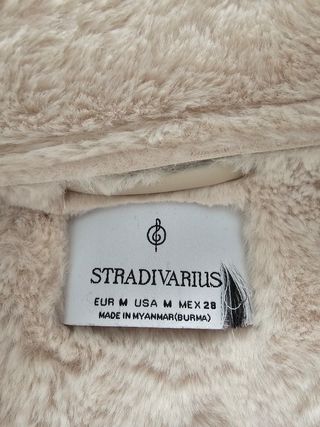 STRADIVARIUS
EUR M USA M MEX 28
MADE IN MYANMAR(BURMA)